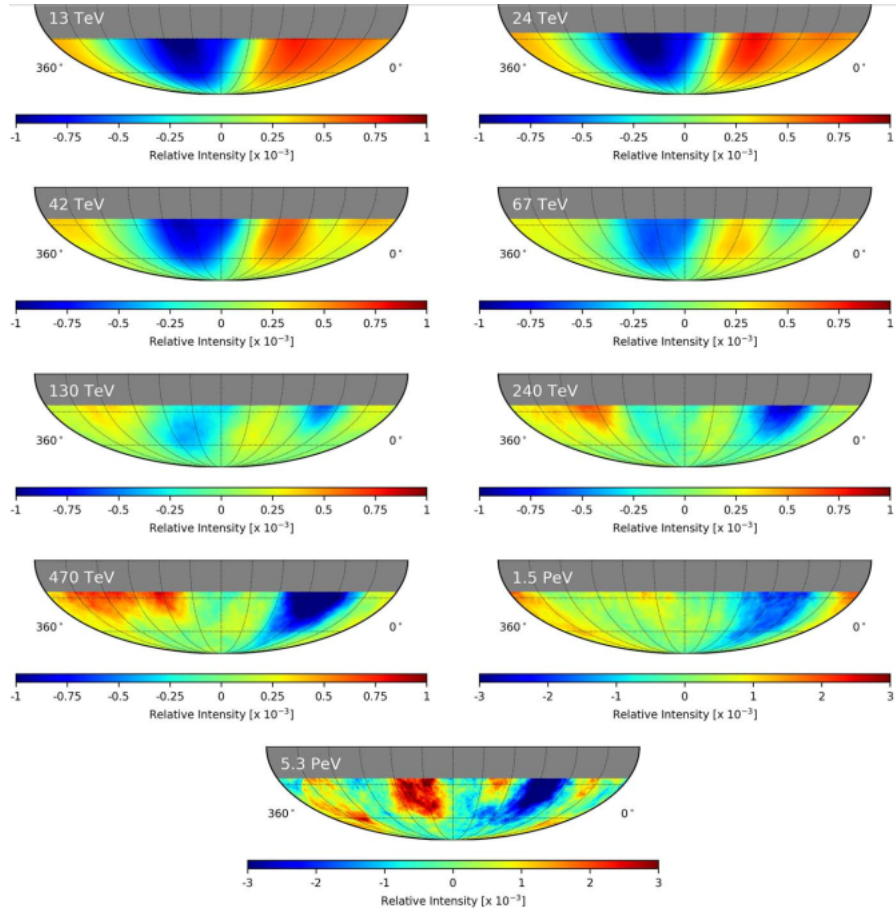 13 TeV
24 TeV
360° 0°
360° 0°
-1 -0.75 -0.5 -0.25 0 0.25 0.5 0.75 1
-1 -0.75 -0.5 -0.25 0 0.25 0.5 0.75 1
Relative Intensity [x 10⁻³]
Relative Intensity [x 10⁻³]
42 TeV
67 TeV
360° 0°
360° 0°
-1 -0.75 -0.5 -0.25 0 0.25 0.5 0.75 1
-1 -0.75 -0.5 -0.25 0 0.25 0.5 0.75 1
Relative Intensity [x 10⁻³]
Relative Intensity [x 10⁻³]
130 TeV
240 TeV
360° 0°
360° 0°
-1 -0.75 -0.5 -0.25 0 0.25 0.5 0.75 1
-1 -0.75 -0.5 -0.25 0 0.25 0.5 0.75 1
Relative Intensity [x 10⁻³]
Relative Intensity [x 10⁻³]
470 TeV
1.5 PeV
360° 0°
360° 0°
-1 -0.75 -0.5 -0.25 0 0.25 0.5 0.75 1
-3 -2 -1 0 1 2 3
Relative Intensity [x 10⁻³]
Relative Intensity [x 10⁻³]
5.3 PeV
360° 0°
-3 -2 -1 0 1 2 3
Relative Intensity [x 10⁻³]